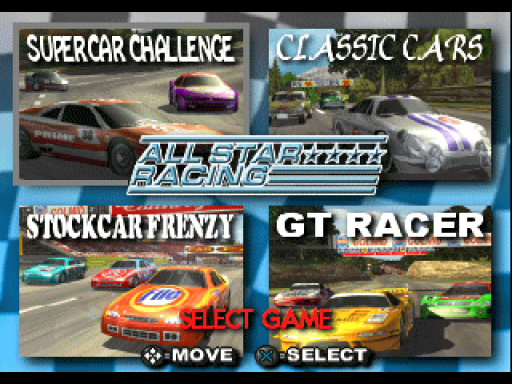 SUPERCAR CHALLENGE
CLASSIC CARS
ALL STAR
RACING
STOCKCAR FRENZY
GT RACER
SELECT GAME
:MOVE
:SELECT